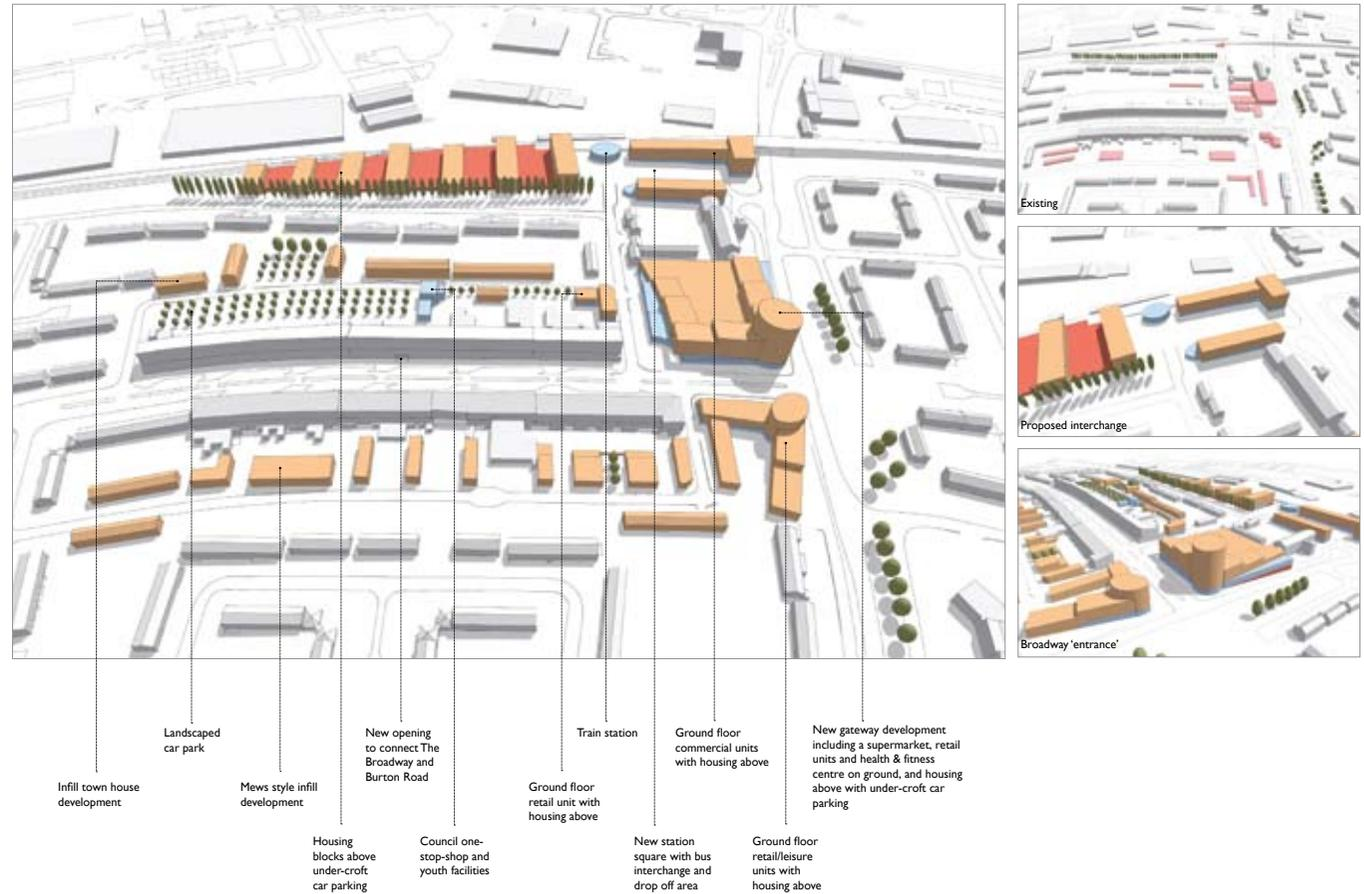 Existing
Proposed interchange
Broadway ‘entrance’
Landscaped
car park
New opening
to connect The
Broadway and
Burton Road
Train station
Ground floor
commercial units
with housing above
New gateway development
including a supermarket, retail
units and health & fitness
centre on ground, and housing
above with under-croft car
parking
Infill town house
development
Mews style infill
development
Ground floor
retail unit with
housing above
Housing
blocks above
under-croft
car parking
Council one-
stop-shop and
youth facilities
New station
square with bus
interchange and
drop off area
Ground floor
retail/leisure
units with
housing above